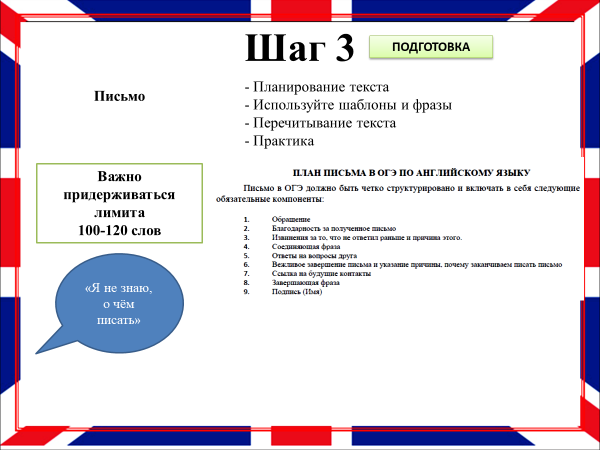 Шаг 3
ПОДГОТОВКА
Письмо
- Планирование текста
- Используйте шаблоны и фразы
- Перечитывание текста
- Практика
Важно
придерживаться
лимита
100-120 слов
ПЛАН ПИСЬМА В ОГЭ ПО АНГЛИЙСКОМУ ЯЗЫКУ
Письмо в ОГЭ должно быть четко структурировано и включать в себя следующие
обязательные компоненты:
1. Обращение
2. Благодарность за полученное письмо
3. Извинения за то, что не ответил раньше и причина этого.
4. Соединяющая фраза
5. Ответы на вопросы друга
6. Вежливое завершение письма и указание причины, почему заканчиваем писать письмо
7. Ссылка на будущие контакты
8. Завершающая фраза
9. Подпись (Имя)
«Я не знаю,
о чём
писать»